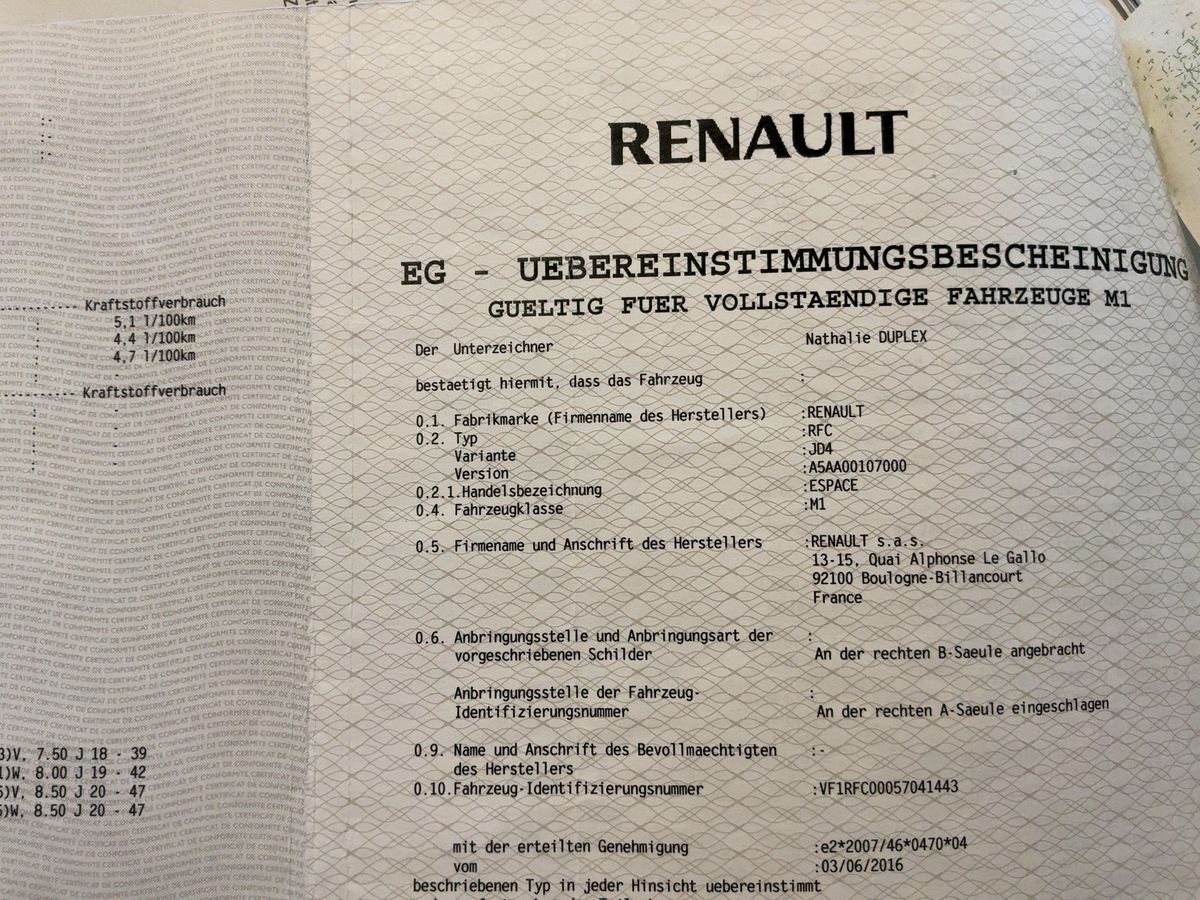 Kraftstoffverbrauch
5,1 l/100km
4,4 l/100km
4,7 l/100km
Kraftstoffverbrauch
)V, 7.50 J 18 - 39
)W, 8.00 J 19 - 42
)V, 8.50 J 20 - 47
)W, 8.50 J 20 - 47
RENAULT
EG - UEBEREINSTIMMUNGSBESCHEINIGUNG
GUELTIG FUER VOLLSTAENDIGE FAHRZEUGE M1
Der Unterzeichner Nathalie DUPLEX
bestaetigt hiermit, dass das Fahrzeug :
0.1. Fabrikmarke (Firmenname des Herstellers) :RENAULT
0.2. Typ :RFC
Variante :JD4
Version :A5AA00107000
0.2.1.Handelsbezeichnung :ESPACE
0.4. Fahrzeugklasse :M1
0.5. Firmename und Anschrift des Herstellers :RENAULT s.a.s.
13-15, Quai Alphonse Le Gallo
92100 Boulogne-Billancourt
France
0.6. Anbringungsstelle und Anbringungsart der :
vorgeschriebenen Schilder An der rechten B-Saeule angebracht
Anbringungsstelle der Fahrzeug- :
Identifizierungsnummer An der rechten A-Saeule eingeschlagen
0.9. Name und Anschrift des Bevollmaechtigten :-
des Herstellers
0.10.Fahrzeug-Identifizierungsnummer :VF1RFC00057041443
mit der erteilten Genehmigung :e2*2007/46*0470*04
vom :03/06/2016
beschriebenen Typ in jeder Hinsicht uebereinstimmt